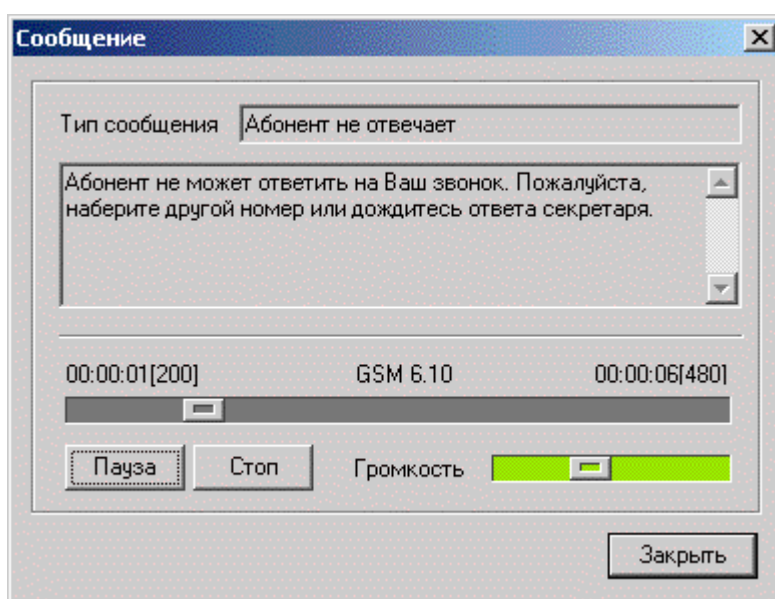 Сообщение
Тип сообщения Абонент не отвечает
Абонент не может ответить на Ваш звонок. Пожалуйста,
наберите другой номер или дождитесь ответа секретаря.
00:00:01[200] GSM 6.10 00:00:06[480]
Пауза Стоп Громкость
Закрыть